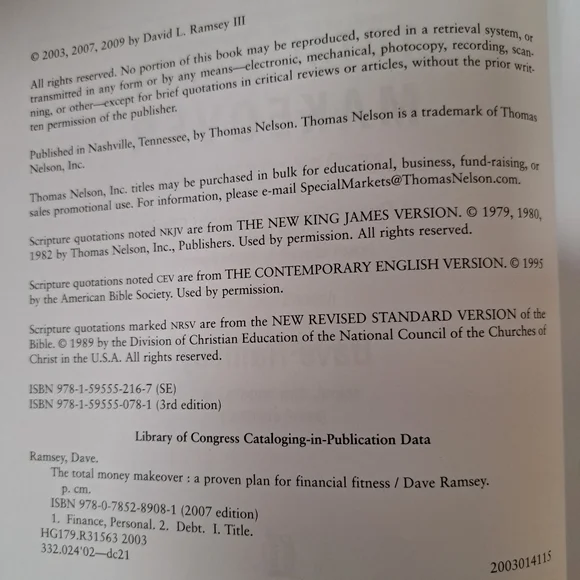 © 2003, 2007, 2009 by David L. Ramsey III
All rights reserved. No portion of this book may be reproduced, stored in a retrieval system, or
transmitted in any form or by any means—electronic, mechanical, photocopy, recording, scan-
ning, or other—except for brief quotations in critical reviews or articles, without the prior writ-
ten permission of the publisher.
Published in Nashville, Tennessee, by Thomas Nelson. Thomas Nelson is a trademark of Thomas
Nelson, Inc.
Thomas Nelson, Inc. titles may be purchased in bulk for educational, business, fund-raising, or
sales promotional use. For information, please e-mail SpecialMarkets@ThomasNelson.com.
Scripture quotations noted NKJV are from THE NEW KING JAMES VERSION. © 1979, 1980,
1982 by Thomas Nelson, Inc., Publishers. Used by permission. All rights reserved.
Scripture quotations noted CEV are from THE CONTEMPORARY ENGLISH VERSION. © 1995
by the American Bible Society. Used by permission.
Scripture quotations marked NRSV are from the NEW REVISED STANDARD VERSION of the
Bible. © 1989 by the Division of Christian Education of the National Council of the Churches of
Christ in the U.S.A. All rights reserved.
ISBN 978-1-59555-216-7 (SE)
ISBN 978-1-59555-078-1 (3rd edition)
Library of Congress Cataloging-in-Publication Data
Ramsey, Dave.
The total money makeover : a proven plan for financial fitness / Dave Ramsey.
p. cm.
ISBN 978-0-7852-8908-1 (2007 edition)
1. Finance, Personal. 2. Debt. I. Title.
HG179.R31563 2003
332.024'02—dc21
2003014115